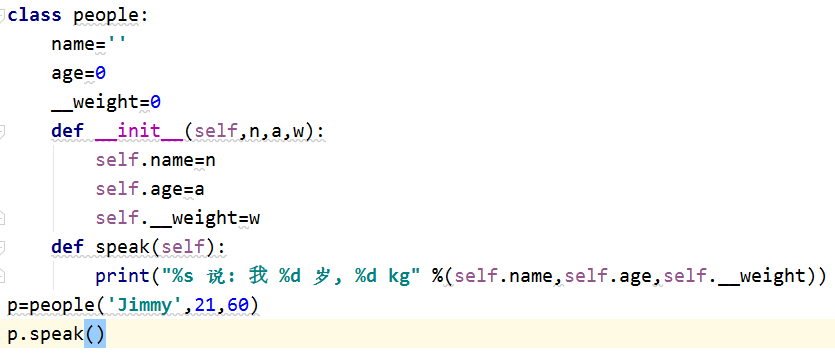 class people:
    name=''
    age=0
    __weight=0
    def __init__(self,n,a,w):
        self.name=n
        self.age=a
        self.__weight=w
    def speak(self):
        print("%s 说: 我 %d 岁, %d kg" %(self.name,self.age,self.__weight))
p=people('Jimmy',21,60)
p.speak()